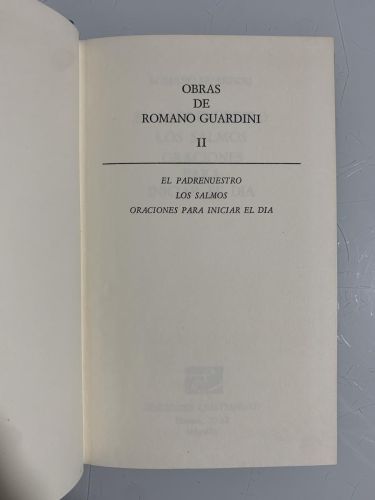 OBRAS
DE
ROMANO GUARDINI
II
EL PADRENUESTRO
LOS SALMOS
ORACIONES PARA INICIAR EL DIA